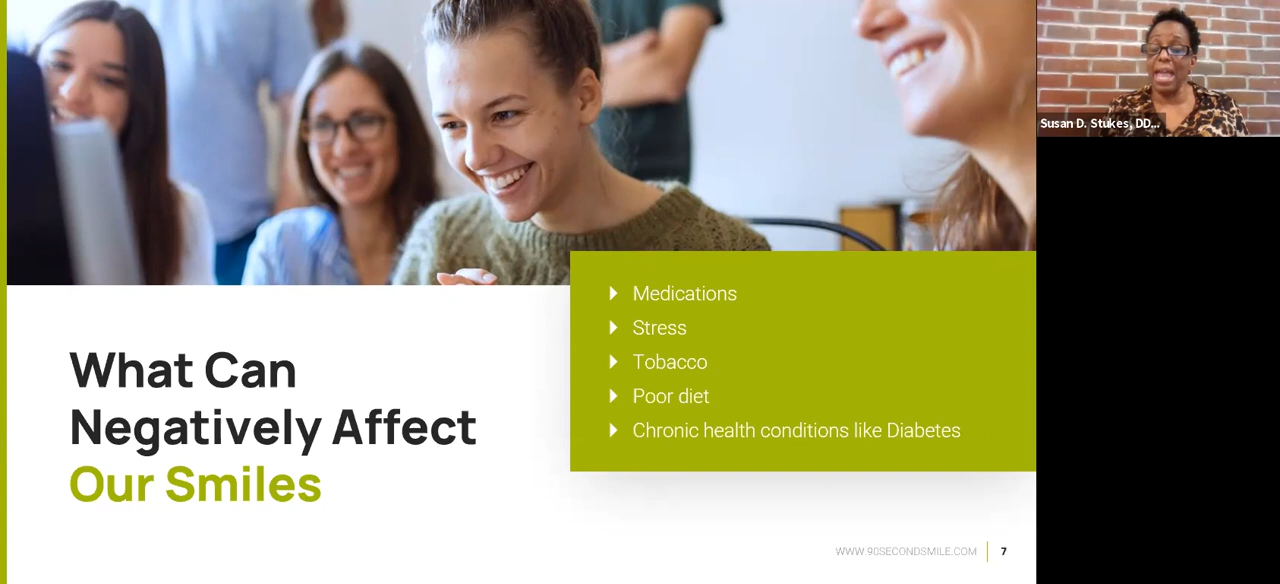 Susan D. Stukes, DD...
Medications
Stress
Tobacco
Poor diet
Chronic health conditions like Diabetes
What Can
Negatively Affect
Our Smiles
WWW.90SECONDSMILE.COM
7